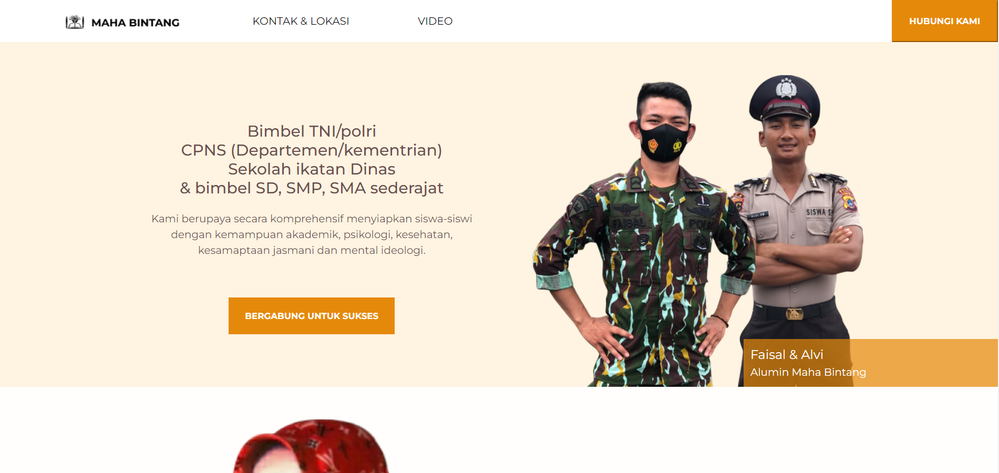 MAHA BINTANG
KONTAK & LOKASI
VIDEO
HUBUNGI KAMI
Bimbel TNI/polri
CPNS (Departemen/kementrian)
Sekolah ikatan Dinas
& bimbel SD, SMP, SMA sederajat
Kami berupaya secara komprehensif menyiapkan siswa-siswi
dengan kemampuan akademik, psikologi, kesehatan,
kesamaptaan jasmani dan mental ideologi.
BERGABUNG UNTUK SUKSES
SISWA
Faisal & Alvi
Alumin Maha Bintang